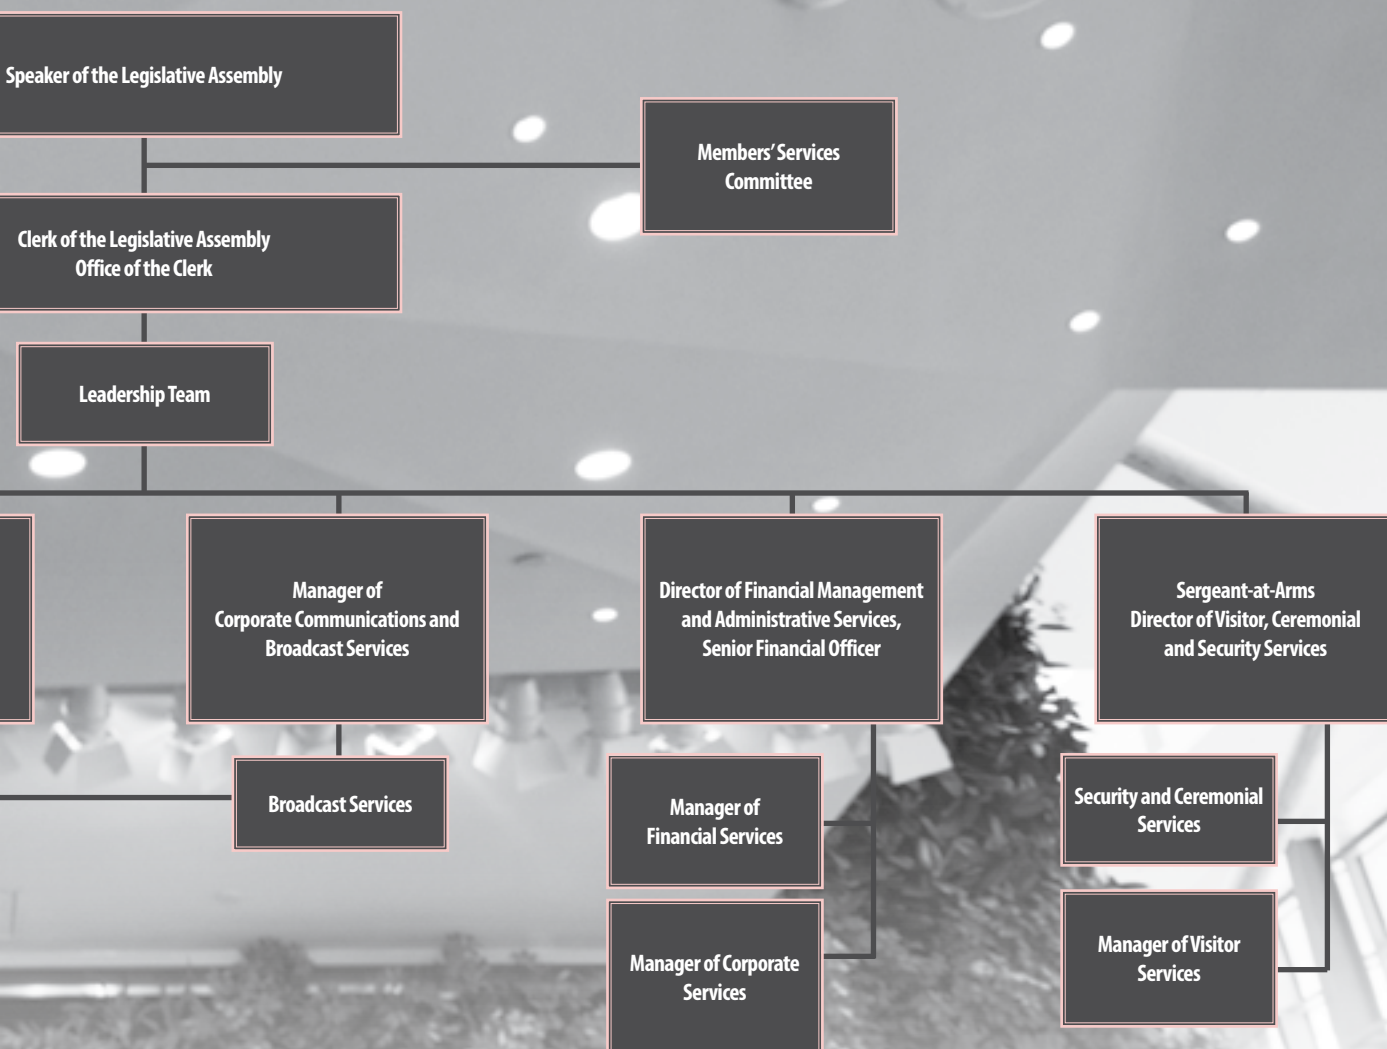 Speaker of the Legislative Assembly
Members' Services
Committee
Clerk of the Legislative Assembly
Office of the Clerk
Leadership Team
Manager of
Corporate Communications and
Broadcast Services
Director of Financial Management
and Administrative Services,
Senior Financial Officer
Sergeant-at-Arms
Director of Visitor, Ceremonial
and Security Services
Broadcast Services
Manager of
Financial Services
Security and Ceremonial
Services
Manager of Corporate
Services
Manager of Visitor
Services